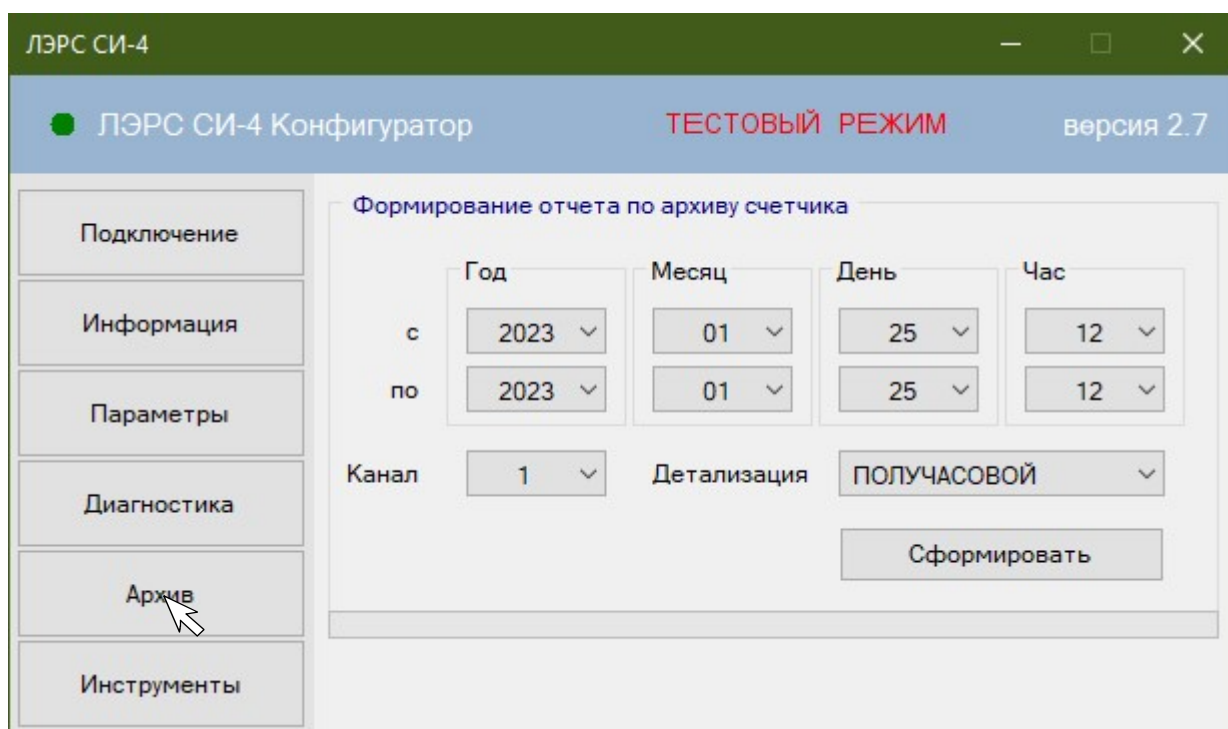 ЛЭРС СИ-4
ЛЭРС СИ-4 Конфигуратор ТЕСТОВЫЙ РЕЖИМ версия 2.7
Подключение
Информация
Параметры
Диагностика
Архив
Инструменты
Формирование отчета по архиву счетчика
Год Месяц День Час
с 2023 01 25 12
по 2023 01 25 12
Канал 1 Детализация ПОЛУЧАСОВОЙ
Сформировать